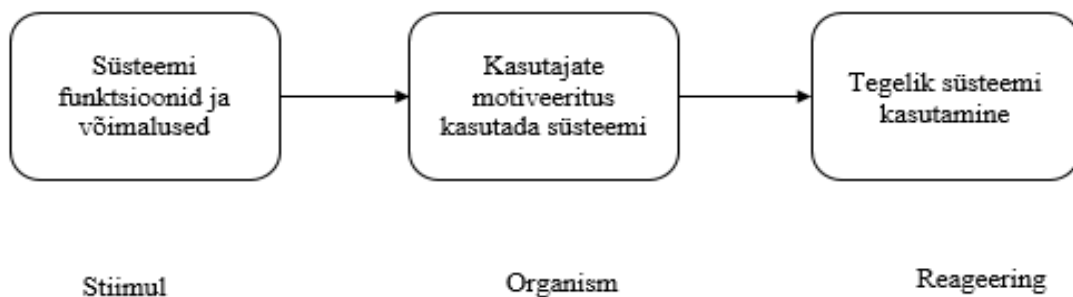 Süsteemi
funktsioonid ja
võimalused
Kasutajate
motiveeritus
kasutada süsteemi
Tegelik süsteemi
kasutamine
Stiimul
Organism
Reageering